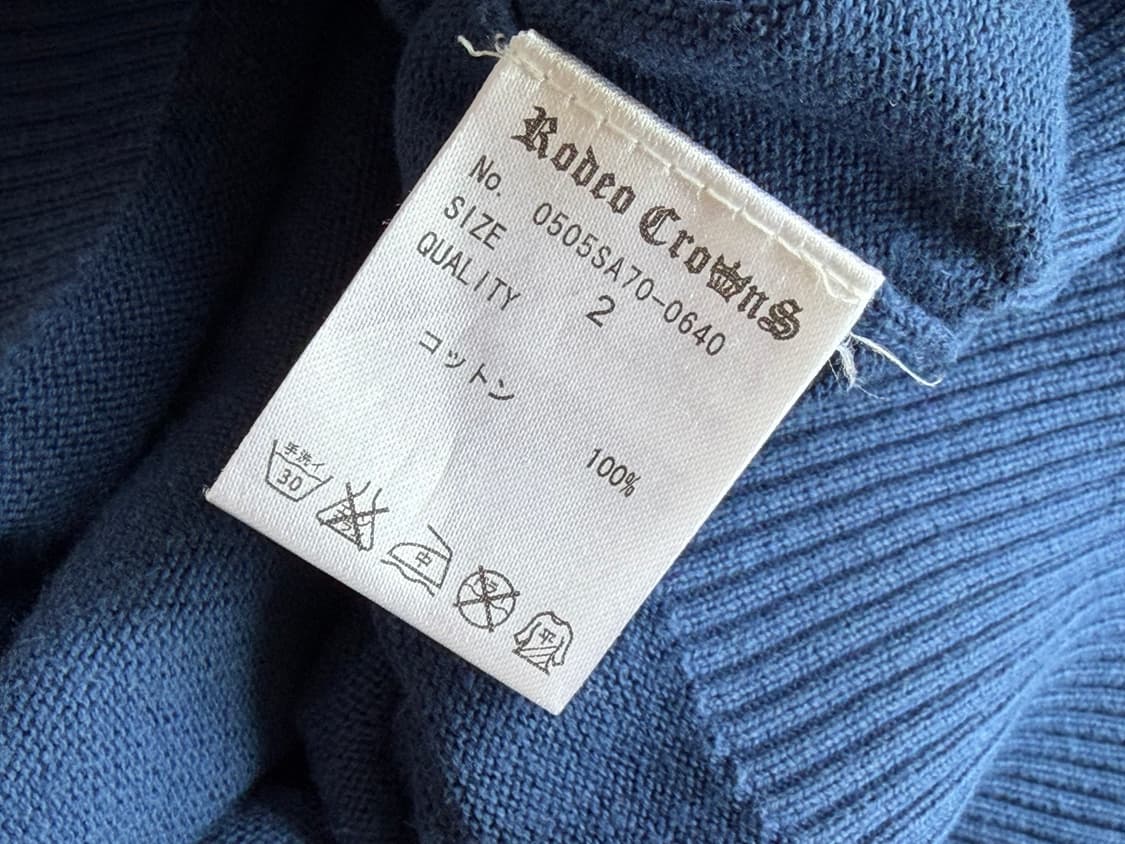 Rodeo CrownS
No. 0505SA70-0640
SIZE 2
QUALITY
コットン 100%
手洗イ
30
中
平